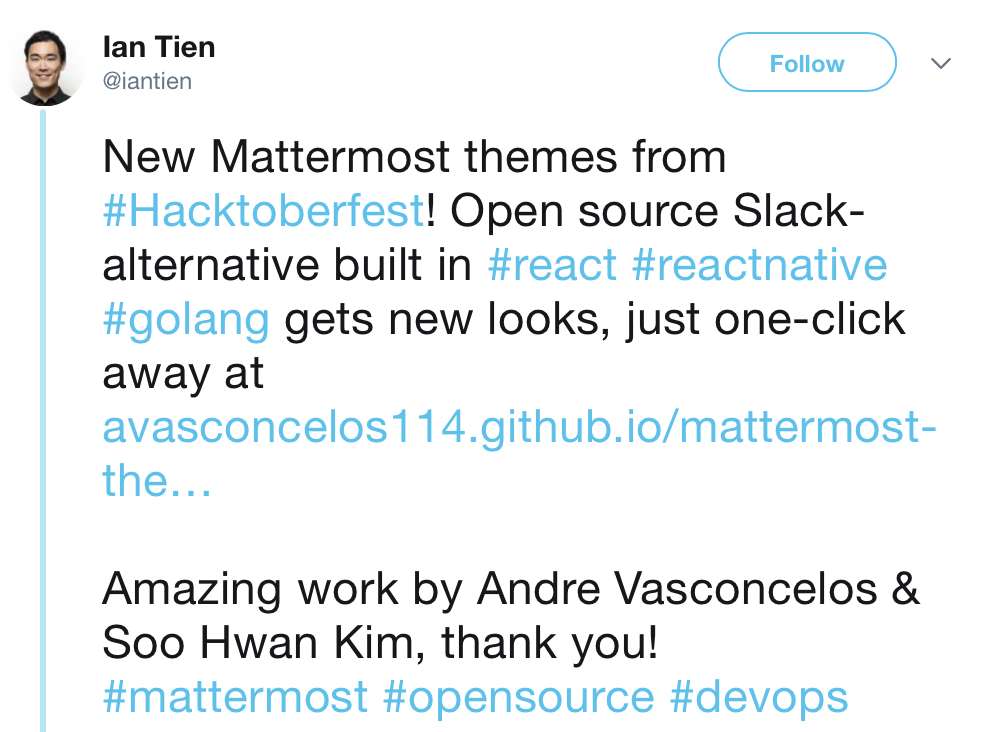 Ian Tien
@iantien
Follow
New Mattermost themes from
#Hacktoberfest! Open source Slack-
alternative built in #react #reactnative
#golang gets new looks, just one-click
away at
avasconcelos114.github.io/mattermost-
the…
Amazing work by Andre Vasconcelos &
Soo Hwan Kim, thank you!
#mattermost #opensource #devops